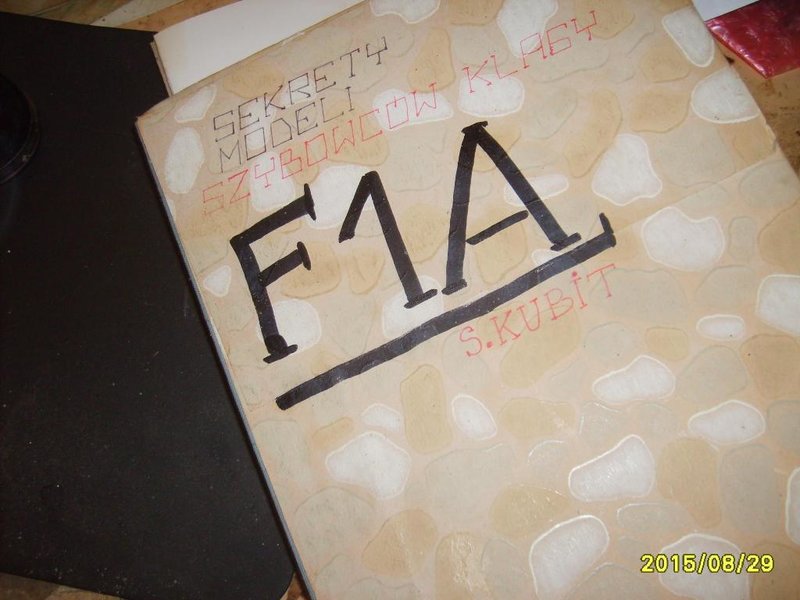 SEKRETY
MODELI
SZYBOWCÓW KLASY
F1A
S.KUBIT
2015/08/29